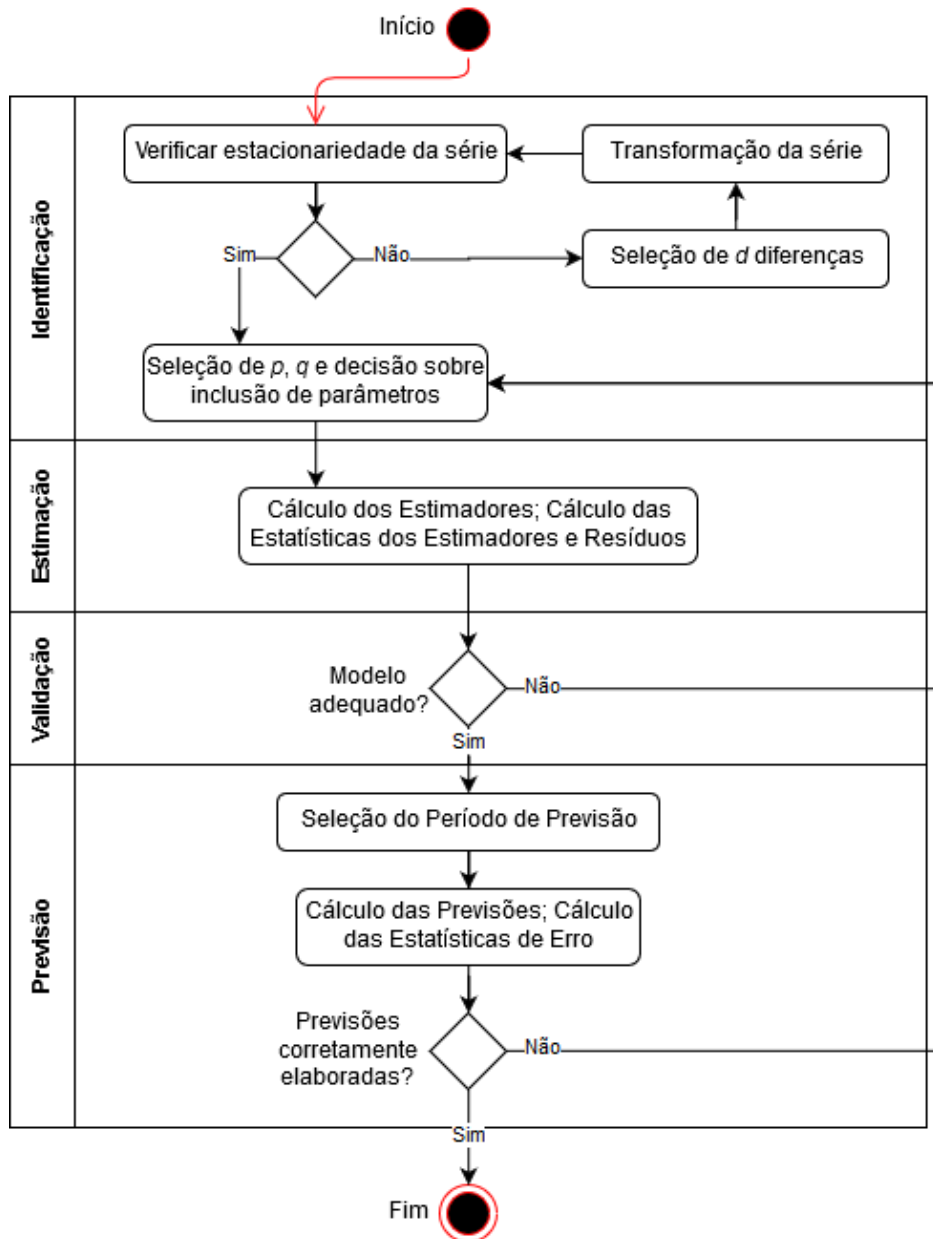 Início
Identificação
Verificar estacionariedade da série
Transformação da série
Sim
Não
Seleção de d diferenças
Seleção de p, q e decisão sobre
inclusão de parâmetros
Estimação
Cálculo dos Estimadores; Cálculo das
Estatísticas dos Estimadores e Resíduos
Validação
Modelo
adequado?
Não
Sim
Previsão
Seleção do Período de Previsão
Cálculo das Previsões; Cálculo
das Estatísticas de Erro
Previsões
corretamente
elaboradas?
Não
Sim
Fim